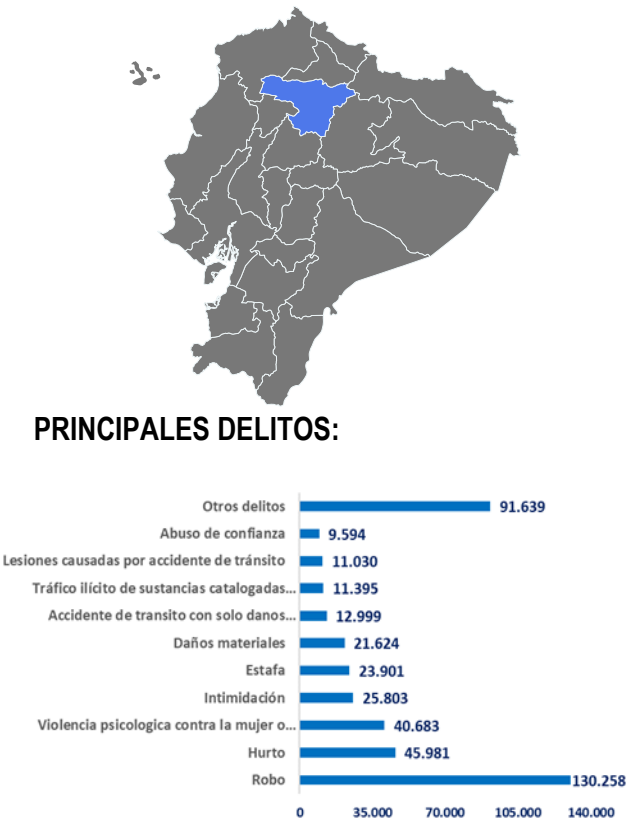 PRINCIPALES DELITOS:
Otros delitos 91.639
Abuso de confianza 9.594
Lesiones causadas por accidente de tránsito 11.030
Tráfico ilícito de sustancias catalogadas... 11.395
Accidente de transito con solo danos... 12.999
Daños materiales 21.624
Estafa 23.901
Intimidación 25.803
Violencia psicologica contra la mujer o... 40.683
Hurto 45.981
Robo 130.258
0 35.000 70.000 105.000 140.000